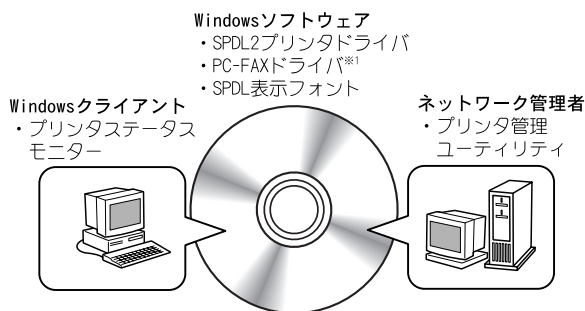 Windowsソフトウェア
・SPDL2プリンタドライバ
・PC-FAXドライバ※1
・SPDL表示フォント
Windowsクライアント
・プリンタステータス
モニター
ネットワーク管理者
・プリンタ管理
ユーティリティ